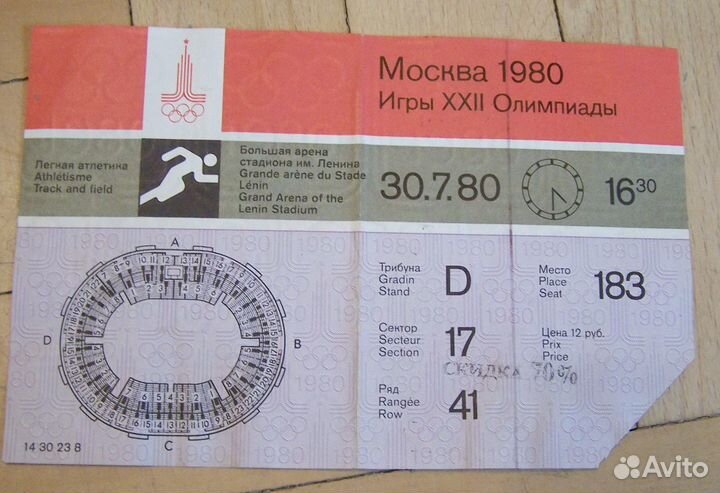 Москва 1980
Игры XXII Олимпиады
Легкая атлетика
Athlétisme
Track and field
Большая арена
стадиона им. Ленина
Grande arène du Stade
Lénin
Grand Arena of the
Lenin Stadium
30.7.80
16 30
Трибуна
Gradin
Stand
D
Место
Place
Seat
183
Сектор
Secteur
Section
17
Цена 12 руб.
Prix
Price
СКИДКА 70%
Ряд
Rangée
Row
41
A
D
B
C
14 30 23 8
Avito